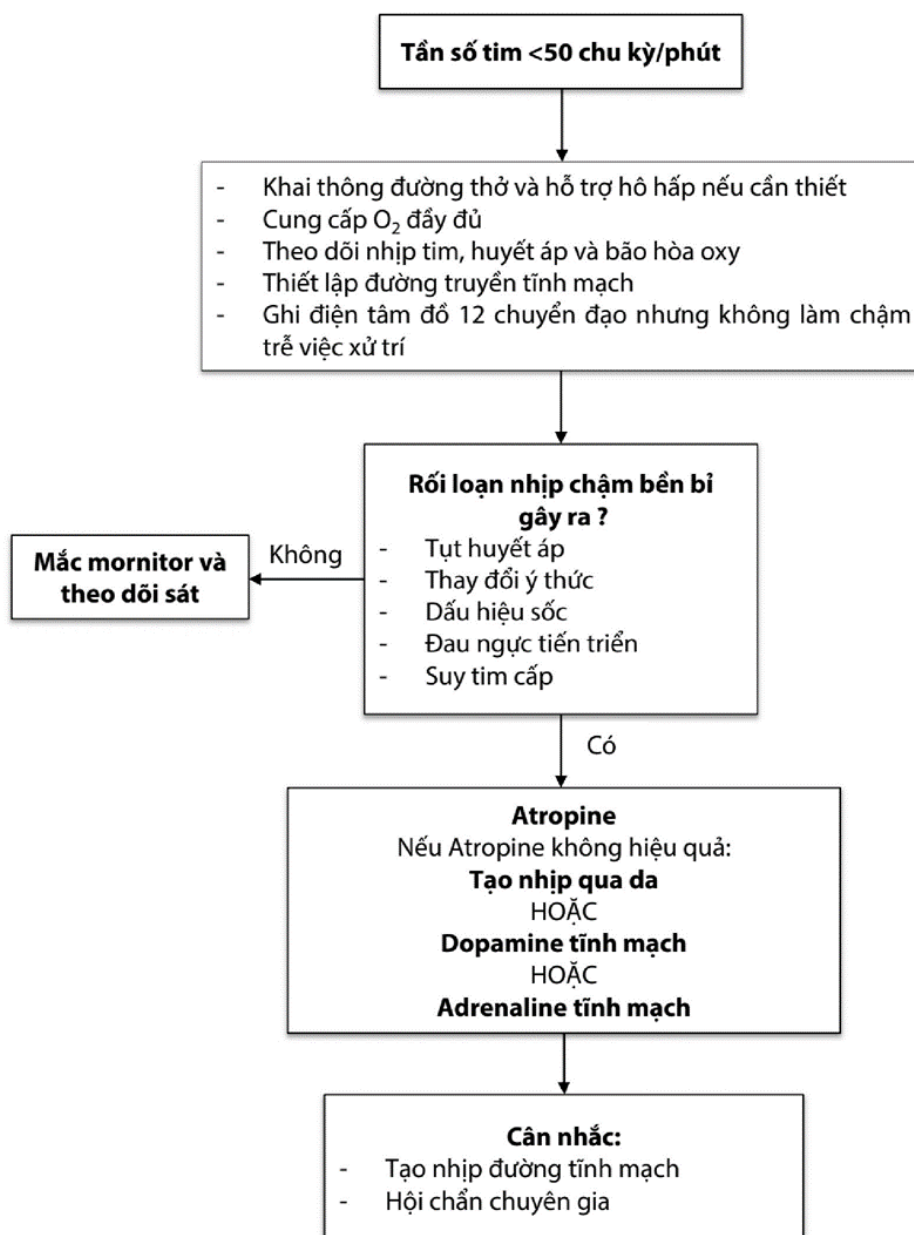 Tần số tim <50 chu kỳ/phút
- Khai thông đường thở và hỗ trợ hô hấp nếu cần thiết
- Cung cấp O₂ đầy đủ
- Theo dõi nhịp tim, huyết áp và bão hòa oxy
- Thiết lập đường truyền tĩnh mạch
- Ghi điện tâm đồ 12 chuyển đạo nhưng không làm chậm
trễ việc xử trí
Rối loạn nhịp chậm bền bỉ
gây ra ?
- Tụt huyết áp
- Thay đổi ý thức
- Dấu hiệu sốc
- Đau ngực tiến triển
- Suy tim cấp
Không
Mắc mornitor và
theo dõi sát
Có
Atropine
Nếu Atropine không hiệu quả:
Tạo nhịp qua da
HOẶC
Dopamine tĩnh mạch
HOẶC
Adrenaline tĩnh mạch
Cân nhắc:
- Tạo nhịp đường tĩnh mạch
- Hội chẩn chuyên gia